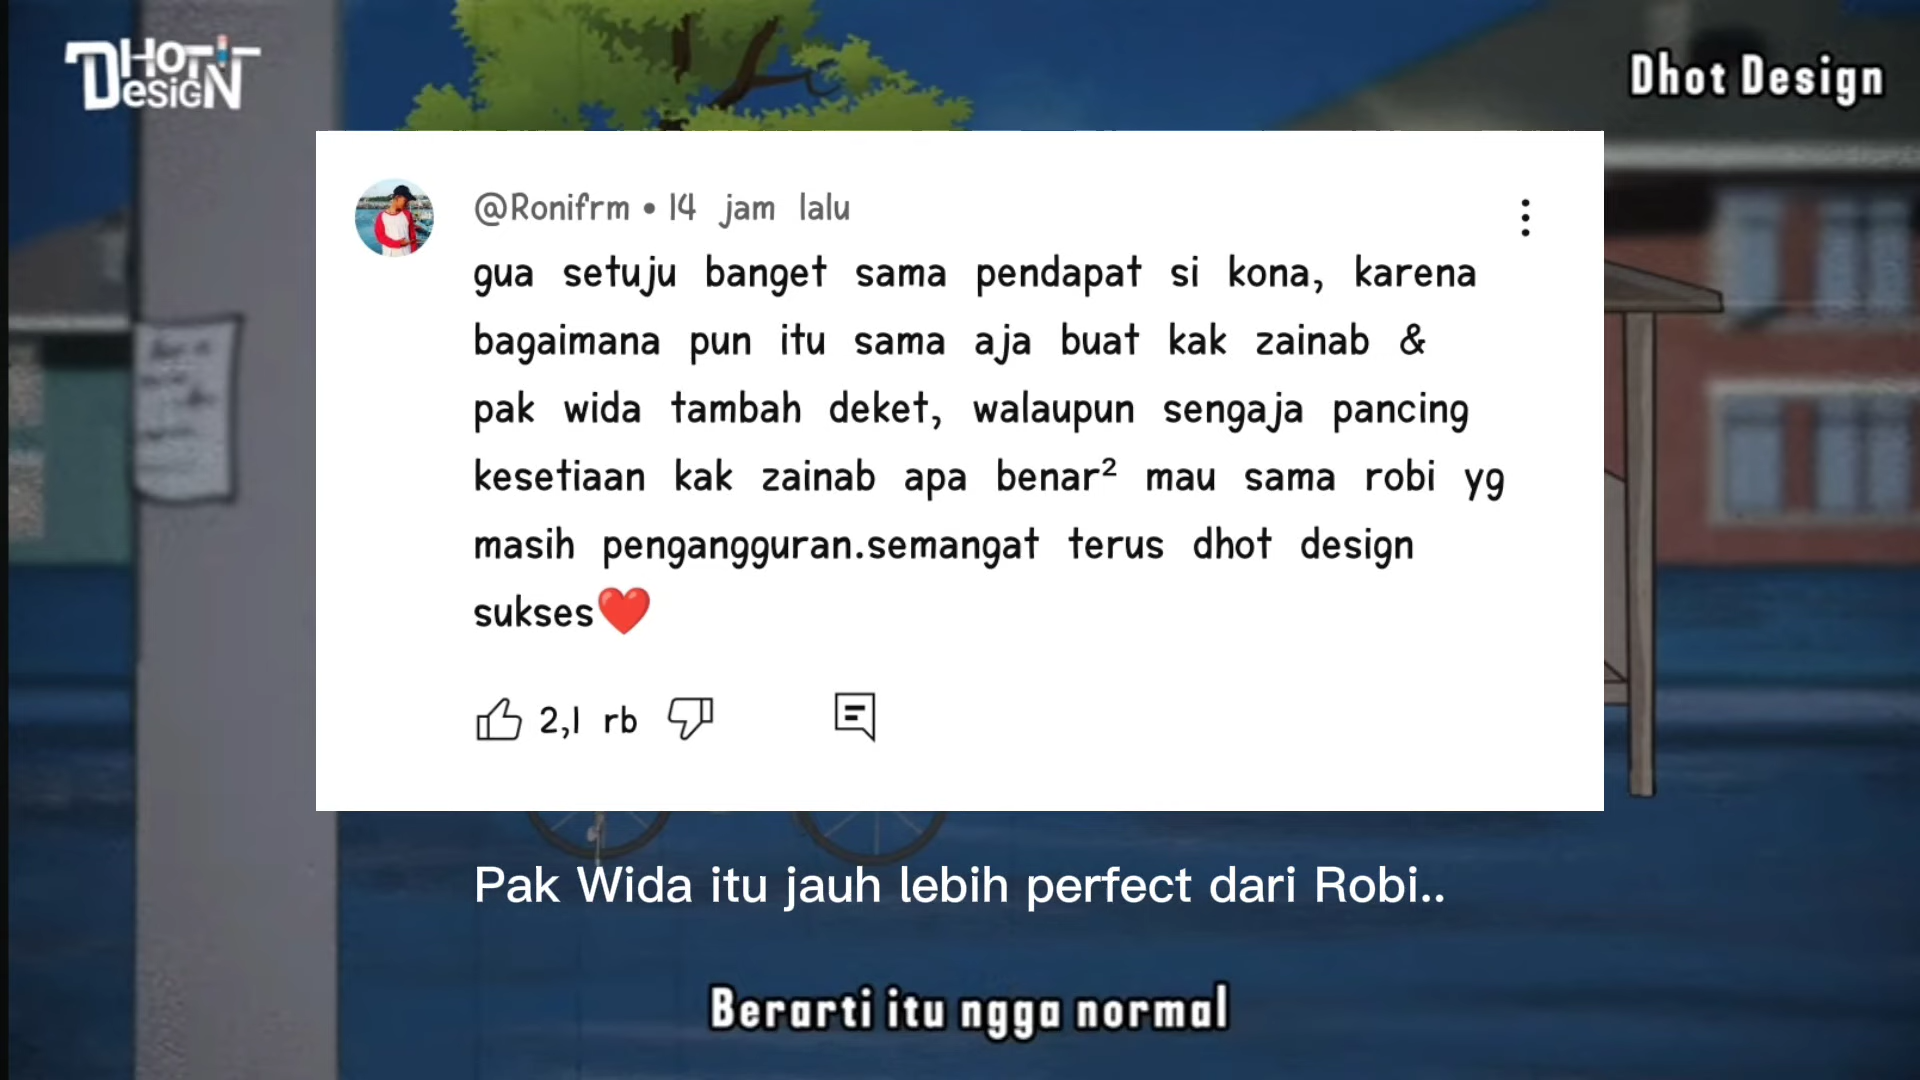 DHOT DESIGN
Dhot Design
@Ronifrm • 14 jam lalu
gua setuju banget sama pendapat si kona, karena
bagaimana pun itu sama aja buat kak zainab &
pak wida tambah deket, walaupun sengaja pancing
kesetiaan kak zainab apa benar² mau sama robi yg
masih pengangguran.semangat terus dhot design
sukses❤️
2,1 rb
Pak Wida itu jauh lebih perfect dari Robi..
Berarti itu ngga normal